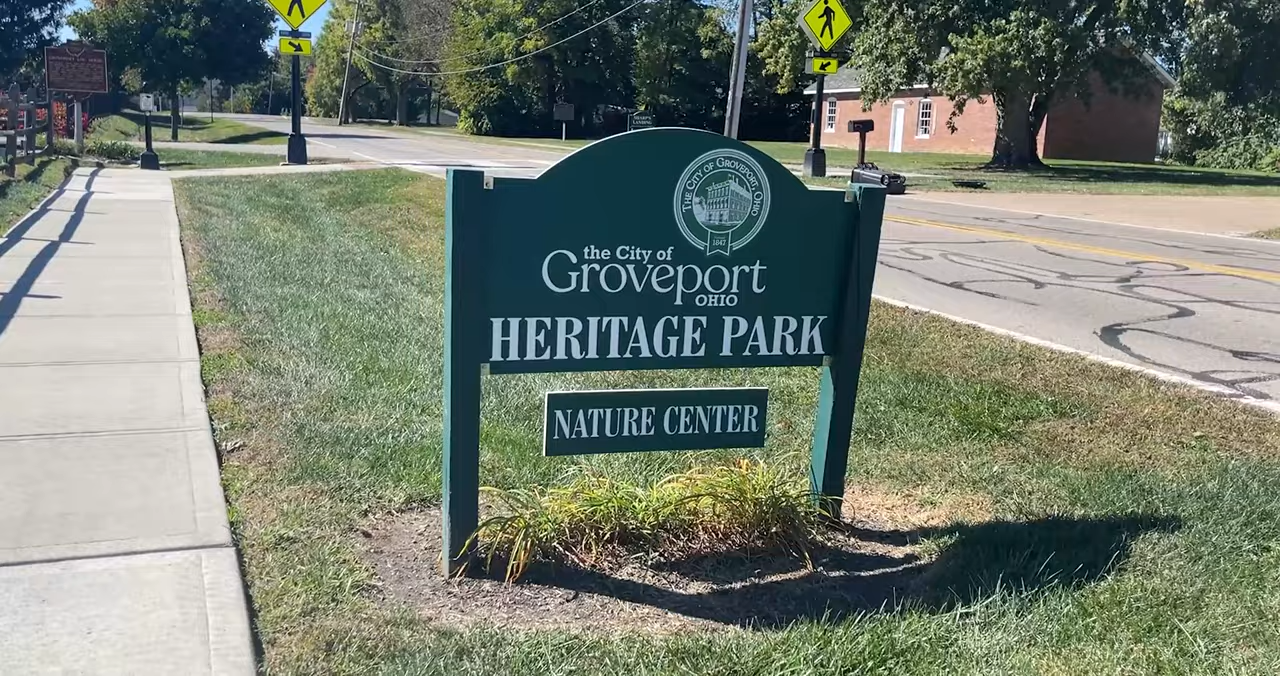 THE CITY OF GROVEPORT, OHIO
1847
the City of
Groveport
OHIO
HERITAGE PARK
NATURE CENTER